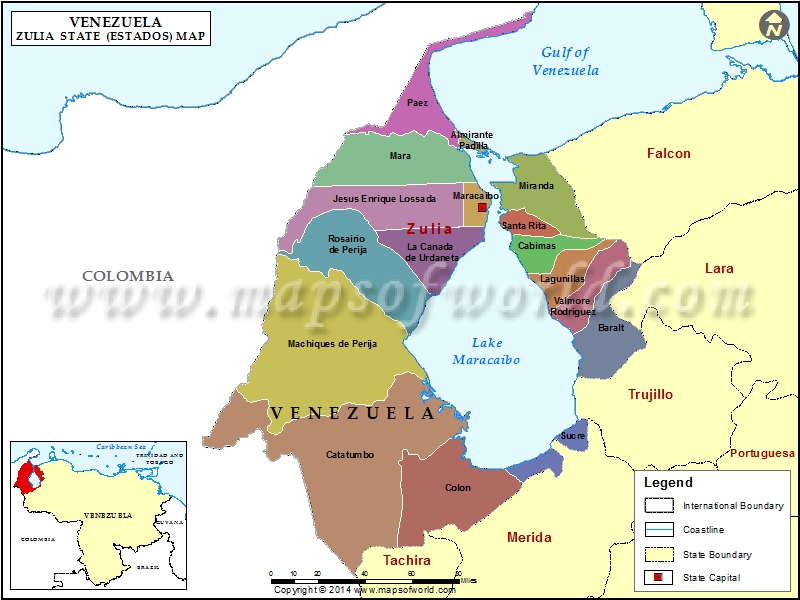 VENEZUELA
ZULIA STATE (ESTADOS) MAP
N
Gulf of
Venezuela
Paez
Almirante
Padilla
Mara
Falcon
Miranda
Jesus Enrique Lossada
Maracaibo
Zulia
Santa Rita
Rosairio
de Perija
La Canada
de Urdaneta
Cabimas
COLOMBIA
Lara
Lagunillas
www.mapsofworld.com
Valmore
Rodriguez
Baralt
Machiques de Perija
Lake
Maracaibo
Trujillo
VENEZUELA
Sucre
Catatumbo
Portuguesa
Colon
Merida
Tachira
Caribbean Sea
TRINIDAD AND
TOBAGO
VENEZUELA
GUYANA
COLOMBIA
BRAZIL
Legend
International Boundary
Coastline
State Boundary
State Capital
0 10 20 40 60 80
Miles
Copyright © 2014 www.mapsofworld.com